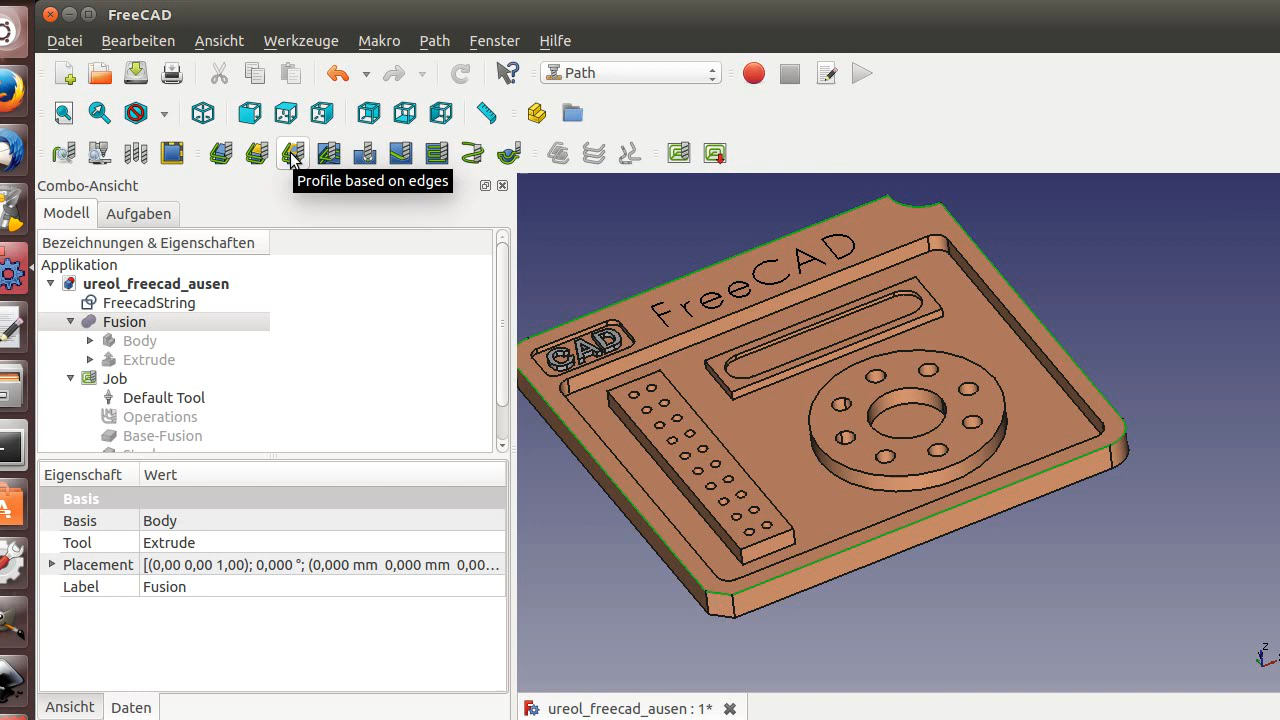 FreeCAD
Datei Bearbeiten Ansicht Werkzeuge Makro Path Fenster Hilfe
Path
Profile based on edges
Combo-Ansicht
Modell Aufgaben
Bezeichnungen & Eigenschaften
Applikation
ureol_freecad_ausen
FreecadString
Fusion
Body
Extrude
Job
Default Tool
Operations
Base-Fusion
Eigenschaft Wert
Basis
Basis Body
Tool Extrude
Placement [(0,00 0,00 1,00); 0,000 °; (0,000 mm 0,000 mm 0,00...
Label Fusion
Ansicht Daten
FreeCAD
CAD
Z
ureol_freecad_ausen : 1*